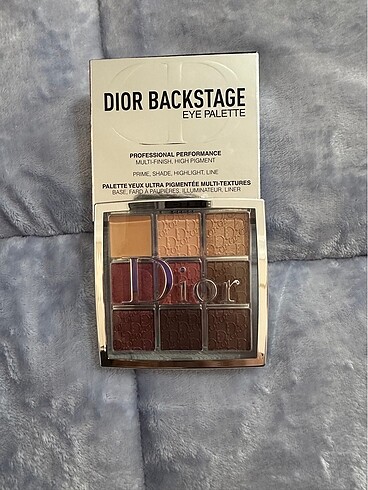 DIOR BACKSTAGE
EYE PALETTE
PROFESSIONAL PERFORMANCE
MULTI-FINISH, HIGH PIGMENT
PRIME, SHADE, HIGHLIGHT, LINE
PALETTE YEUX ULTRA PIGMENTÉE MULTI-TEXTURES
BASE, FARD À PAUPIÈRES, ILLUMINATEUR, LINER
Dior